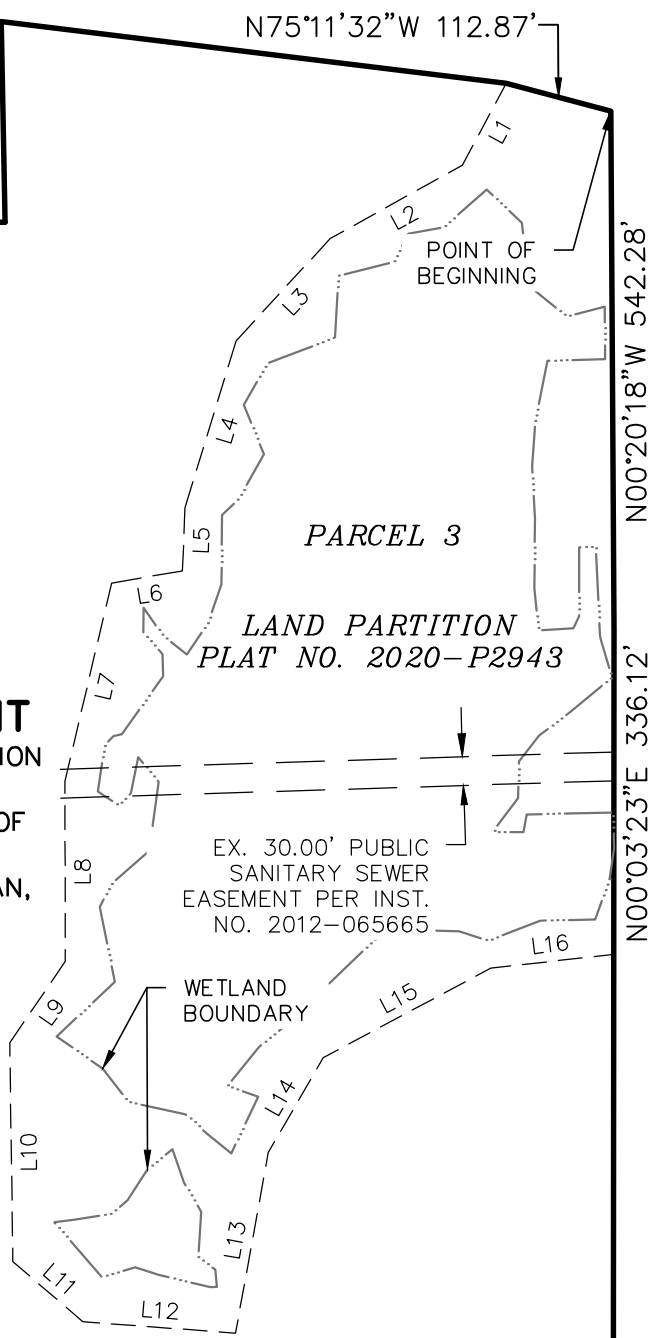 N75°11'32"W 112.87'
L1
L2
POINT OF
BEGINNING
L3
N00°20'18"W 542.28'
L4
L5
PARCEL 3
L6
LAND PARTITION
PLAT NO. 2020-P2943
L7
N00°03'23"E 336.12'
L8
OF
AN,
EX. 30.00' PUBLIC
SANITARY SEWER
EASEMENT PER INST.
NO. 2012-065665
L16
WETLAND
BOUNDARY
L9
L15
L14
L10
L13
L11
L12